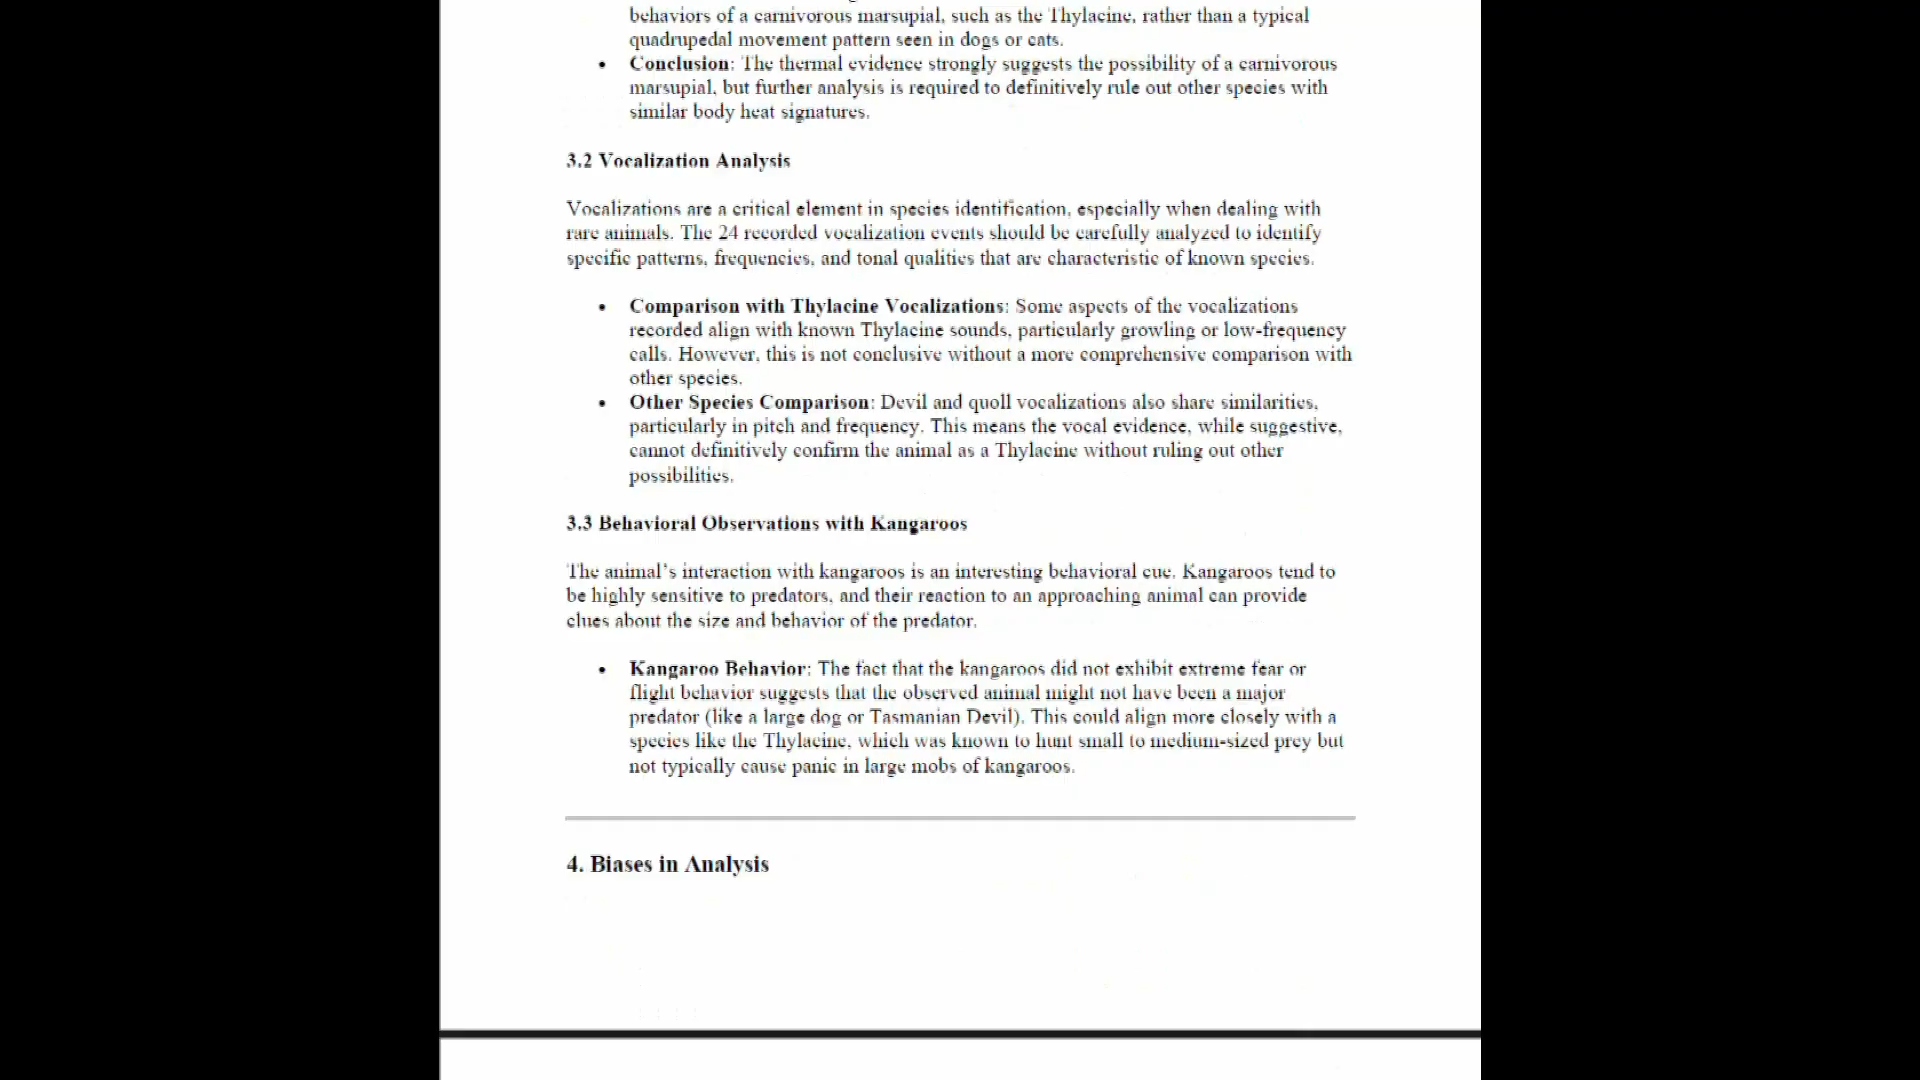 behaviors of a carnivorous marsupial, such as the Thylacine, rather than a typical
quadrupedal movement pattern seen in dogs or cats.
• Conclusion: The thermal evidence strongly suggests the possibility of a carnivorous
marsupial, but further analysis is required to definitively rule out other species with
similar body heat signatures.
3.2 Vocalization Analysis
Vocalizations are a critical element in species identification, especially when dealing with
rare animals. The 24 recorded vocalization events should be carefully analyzed to identify
specific patterns, frequencies, and tonal qualities that are characteristic of known species.
• Comparison with Thylacine Vocalizations: Some aspects of the vocalizations
recorded align with known Thylacine sounds, particularly growling or low-frequency
calls. However, this is not conclusive without a more comprehensive comparison with
other species.
• Other Species Comparison: Devil and quoll vocalizations also share similarities,
particularly in pitch and frequency. This means the vocal evidence, while suggestive,
cannot definitively confirm the animal as a Thylacine without ruling out other
possibilities.
3.3 Behavioral Observations with Kangaroos
The animal's interaction with kangaroos is an interesting behavioral cue. Kangaroos tend to
be highly sensitive to predators, and their reaction to an approaching animal can provide
clues about the size and behavior of the predator.
• Kangaroo Behavior: The fact that the kangaroos did not exhibit extreme fear or
flight behavior suggests that the observed animal might not have been a major
predator (like a large dog or Tasmanian Devil). This could align more closely with a
species like the Thylacine, which was known to hunt small to medium-sized prey but
not typically cause panic in large mobs of kangaroos.
4. Biases in Analysis